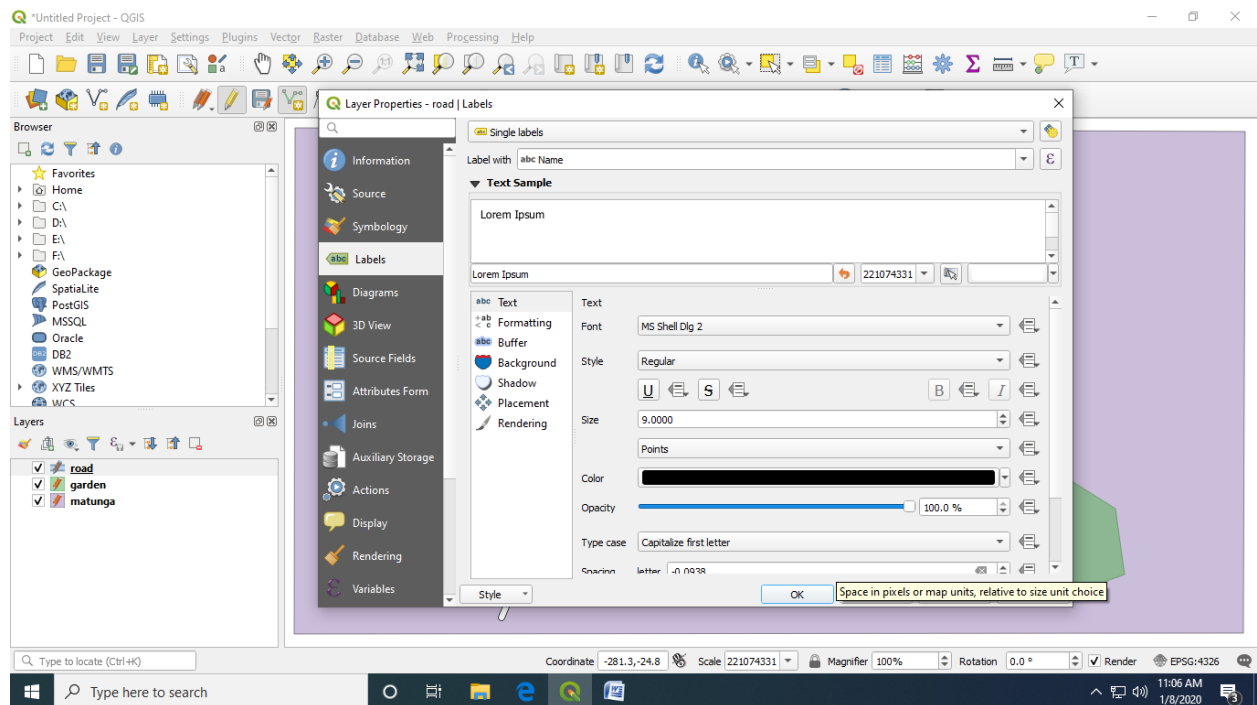 *Untitled Project - QGIS
Project Edit View Layer Settings Plugins Vector Raster Database Web Processing Help
Browser
Favorites
Home
C:\
D:\
E:\
F:\
GeoPackage
SpatiaLite
PostGIS
MSSQL
Oracle
DB2
WMS/WMTS
XYZ Tiles
WCS
Layers
road
garden
matunga
Layer Properties - road | Labels
Information
Source
Symbology
abc Labels
Diagrams
3D View
Source Fields
Attributes Form
Joins
Auxiliary Storage
Actions
Display
Rendering
Variables
Single labels
Label with abc Name
Text Sample
Lorem Ipsum
Lorem Ipsum
221074331
abc Text
Formatting
abc Buffer
Background
Shadow
Placement
Rendering
Text
Font MS Shell Dlg 2
Style Regular
U S B I
Size 9.0000
Points
Color
Opacity 100.0 %
Type case Capitalize first letter
Spacing letter -0.0938
Style
OK
Space in pixels or map units, relative to size unit choice
Type to locate (Ctrl+K) Coordinate -281.3,-24.8 Scale 221074331 Magnifier 100% Rotation 0.0 ° Render EPSG:4326
Type here to search
11:06 AM
1/8/2020
3